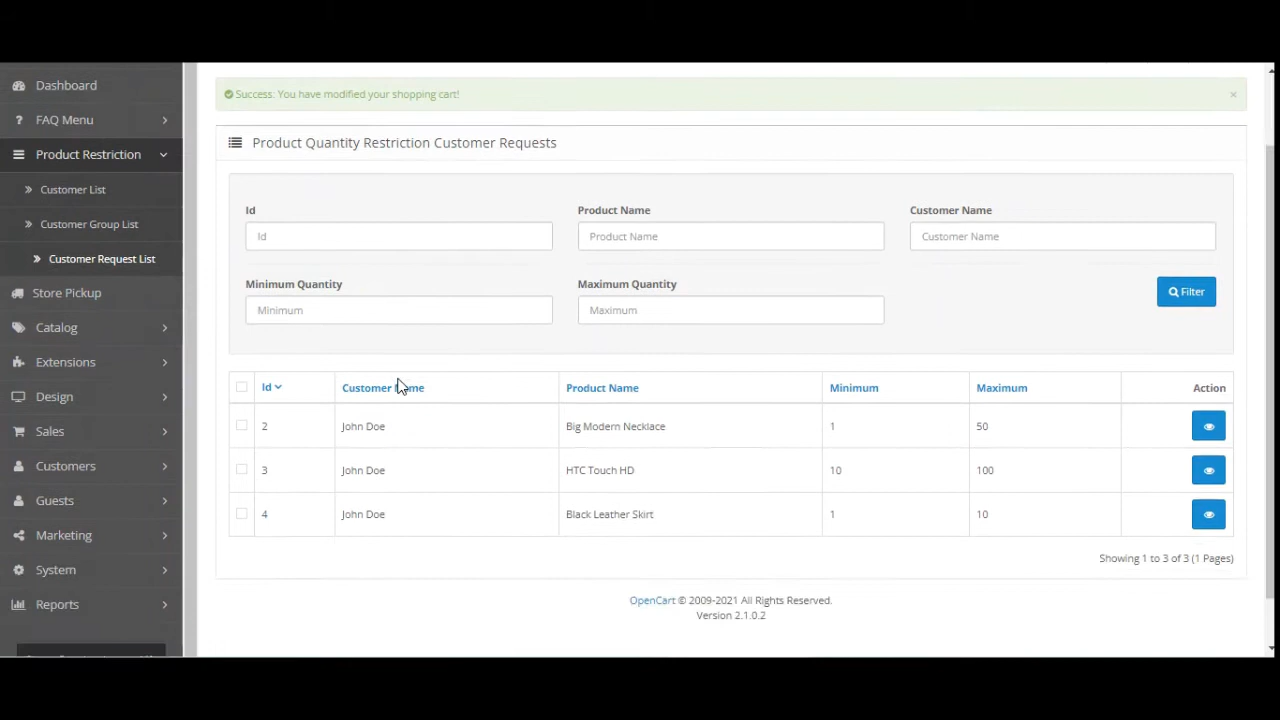 Dashboard
FAQ Menu
Product Restriction
Customer List
Customer Group List
Customer Request List
Store Pickup
Catalog
Extensions
Design
Sales
Customers
Guests
Marketing
System
Reports
Success: You have modified your shopping cart!
×
Product Quantity Restriction Customer Requests
Id Product Name Customer Name
Id Product Name Customer Name
Minimum Quantity Maximum Quantity
Minimum Maximum
Filter
Id Customer Name Product Name Minimum Maximum Action
2 John Doe Big Modern Necklace 1 50
3 John Doe HTC Touch HD 10 100
4 John Doe Black Leather Skirt 1 10
Showing 1 to 3 of 3 (1 Pages)
OpenCart © 2009-2021 All Rights Reserved.
Version 2.1.0.2